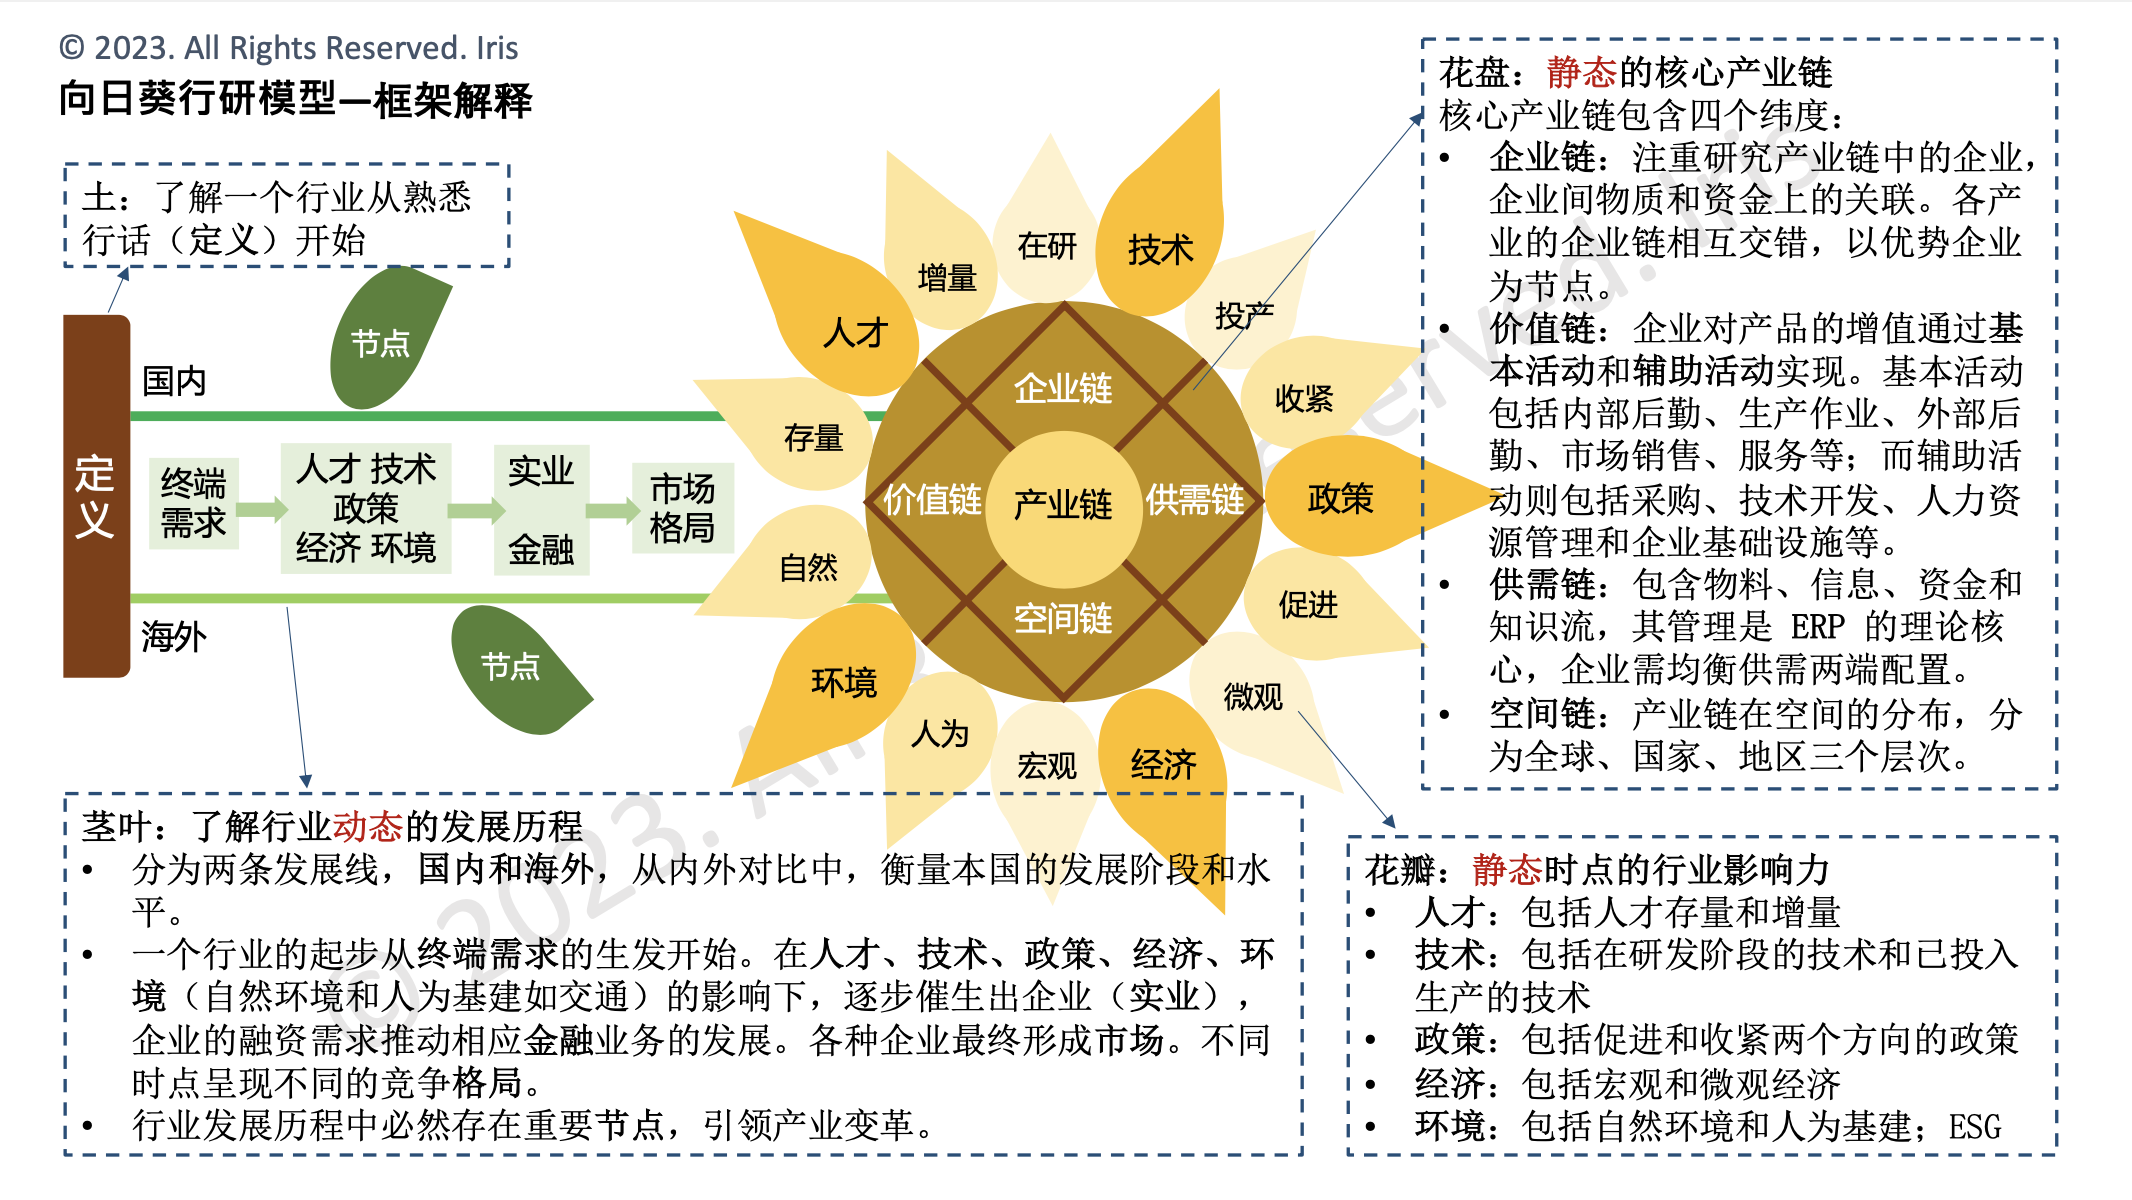 © 2023. All Rights Reserved. Iris
向日葵行研模型—框架解释
土：了解一个行业从熟悉
行话（定义）开始
定
义
国内
海外
节点
节点
终端
需求
人才 技术
政策
经济 环境
实业
金融
市场
格局
人才
增量
在研
技术
投产
收紧
政策
促进
微观
经济
宏观
人为
环境
自然
存量
企业链
价值链
产业链
供需链
空间链
花盘：静态的核心产业链
核心产业链包含四个纬度：
• 企业链：注重研究产业链中的企业，
企业间物质和资金上的关联。各产
业的企业链相互交错，以优势企业
为节点。
• 价值链：企业对产品的增值通过基
本活动和辅助活动实现。基本活动
包括内部后勤、生产作业、外部后
勤、市场销售、服务等；而辅助活
动则包括采购、技术开发、人力资
源管理和企业基础设施等。
• 供需链：包含物料、信息、资金和
知识流，其管理是 ERP 的理论核
心，企业需均衡供需两端配置。
• 空间链：产业链在空间的分布，分
为全球、国家、地区三个层次。
茎叶：了解行业动态的发展历程
• 分为两条发展线，国内和海外，从内外对比中，衡量本国的发展阶段和水
平。
• 一个行业的起步从终端需求的生发开始。在人才、技术、政策、经济、环
境（自然环境和人为基建如交通）的影响下，逐步催生出企业（实业），
企业的融资需求推动相应金融业务的发展。各种企业最终形成市场。不同
时点呈现不同的竞争格局。
• 行业发展历程中必然存在重要节点，引领产业变革。
花瓣：静态时点的行业影响力
• 人才：包括人才存量和增量
• 技术：包括在研发阶段的技术和已投入
生产的技术
• 政策：包括促进和收紧两个方向的政策
• 经济：包括宏观和微观经济
• 环境：包括自然环境和人为基建；ESG
© 2023. All Rights Reserved. Iris